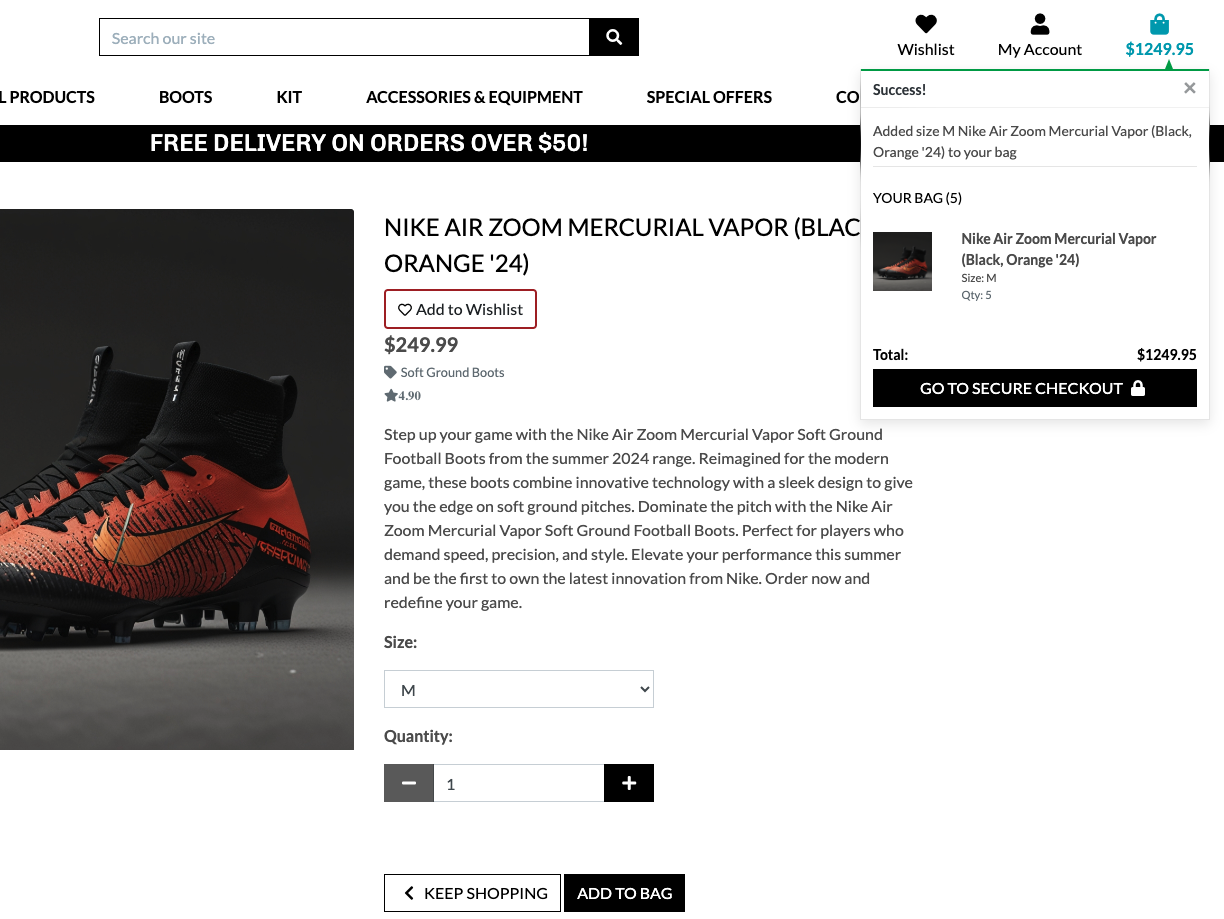 Search our site
Wishlist
My Account
$1249.95
L PRODUCTS
BOOTS
KIT
ACCESSORIES & EQUIPMENT
SPECIAL OFFERS
CO
FREE DELIVERY ON ORDERS OVER $50!
Success!
×
Added size M Nike Air Zoom Mercurial Vapor (Black,
Orange '24) to your bag
YOUR BAG (5)
Nike Air Zoom Mercurial Vapor
(Black, Orange '24)
Size: M
Qty: 5
Total:
$1249.95
GO TO SECURE CHECKOUT
NIKE AIR ZOOM MERCURIAL VAPOR (BLAC
ORANGE '24)
Add to Wishlist
$249.99
Soft Ground Boots
4.90
Step up your game with the Nike Air Zoom Mercurial Vapor Soft Ground
Football Boots from the summer 2024 range. Reimagined for the modern
game, these boots combine innovative technology with a sleek design to give
you the edge on soft ground pitches. Dominate the pitch with the Nike Air
Zoom Mercurial Vapor Soft Ground Football Boots. Perfect for players who
demand speed, precision, and style. Elevate your performance this summer
and be the first to own the latest innovation from Nike. Order now and
redefine your game.
Size:
M
Quantity:
1
KEEP SHOPPING
ADD TO BAG